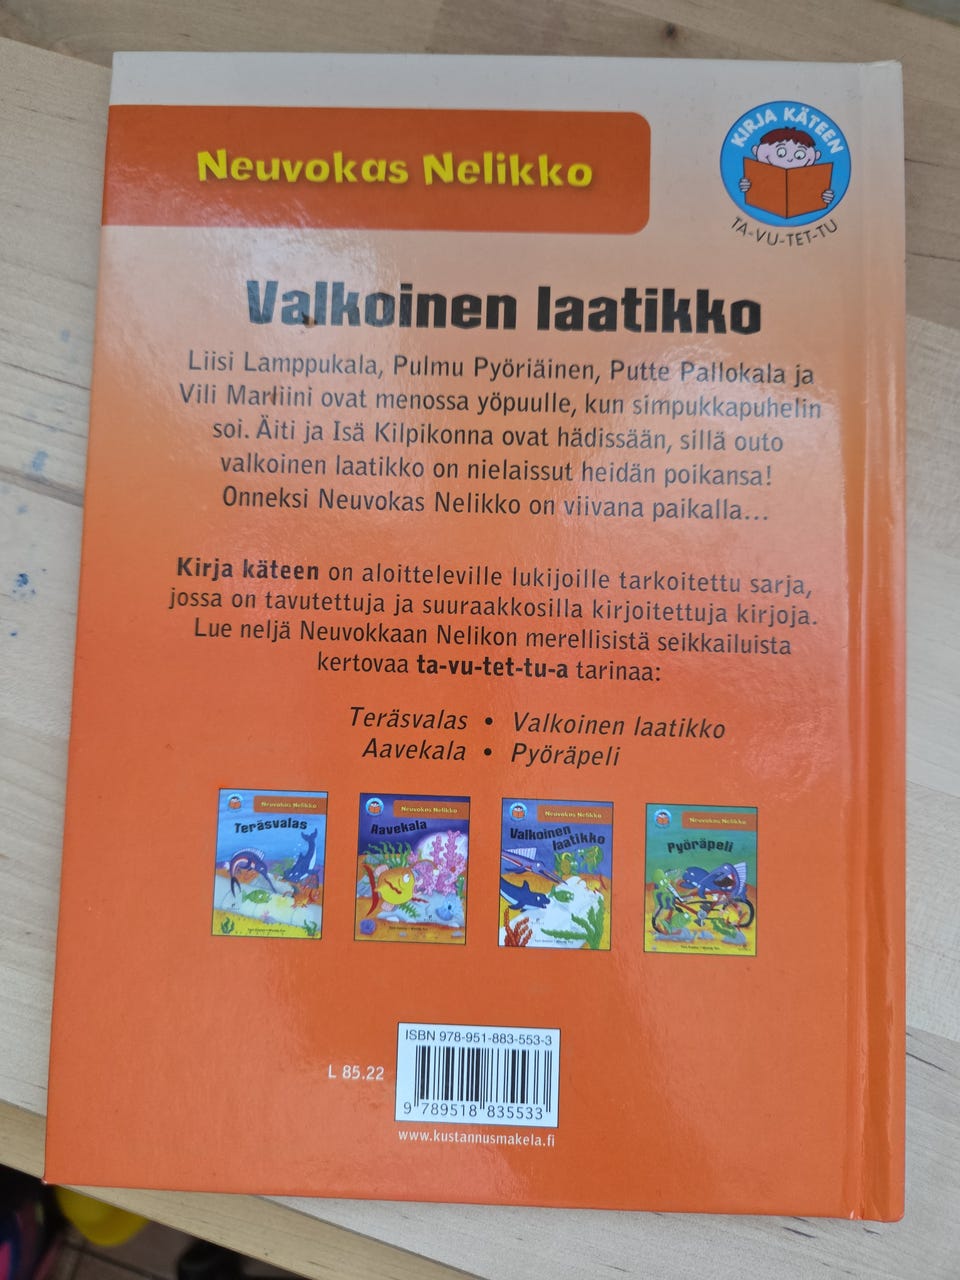 Neuvokas Nelikko
KIRJA KÄTEEN
TA-VU-TET-TU
Valkoinen laatikko
Liisi Lamppukala, Pulmu Pyöriäinen, Putte Pallokala ja
Vili Marliini ovat menossa yöpuulle, kun simpukkapuhelin
soi. Äiti ja Isä Kilpikonna ovat hädissään, sillä outo
valkoinen laatikko on nielaissut heidän poikansa!
Onneksi Neuvokas Nelikko on viivana paikalla...
Kirja käteen on aloitteleville lukijoille tarkoitettu sarja,
jossa on tavutettuja ja suuraakkosilla kirjoitettuja kirjoja.
Lue neljä Neuvokkaan Nelikon merellisistä seikkailuista
kertovaa ta-vu-tet-tu-a tarinaa:
Teräsvalas • Valkoinen laatikko
Aavekala • Pyöräpeli
Neuvokas Nelikko
Teräsvalas
Neuvokas Nelikko
Aavekala
Neuvokas Nelikko
Valkoinen
laatikko
Neuvokas Nelikko
Pyöräpeli
ISBN 978-951-883-553-3
L 85.22
9 789518 835533
www.kustannusmakela.fi